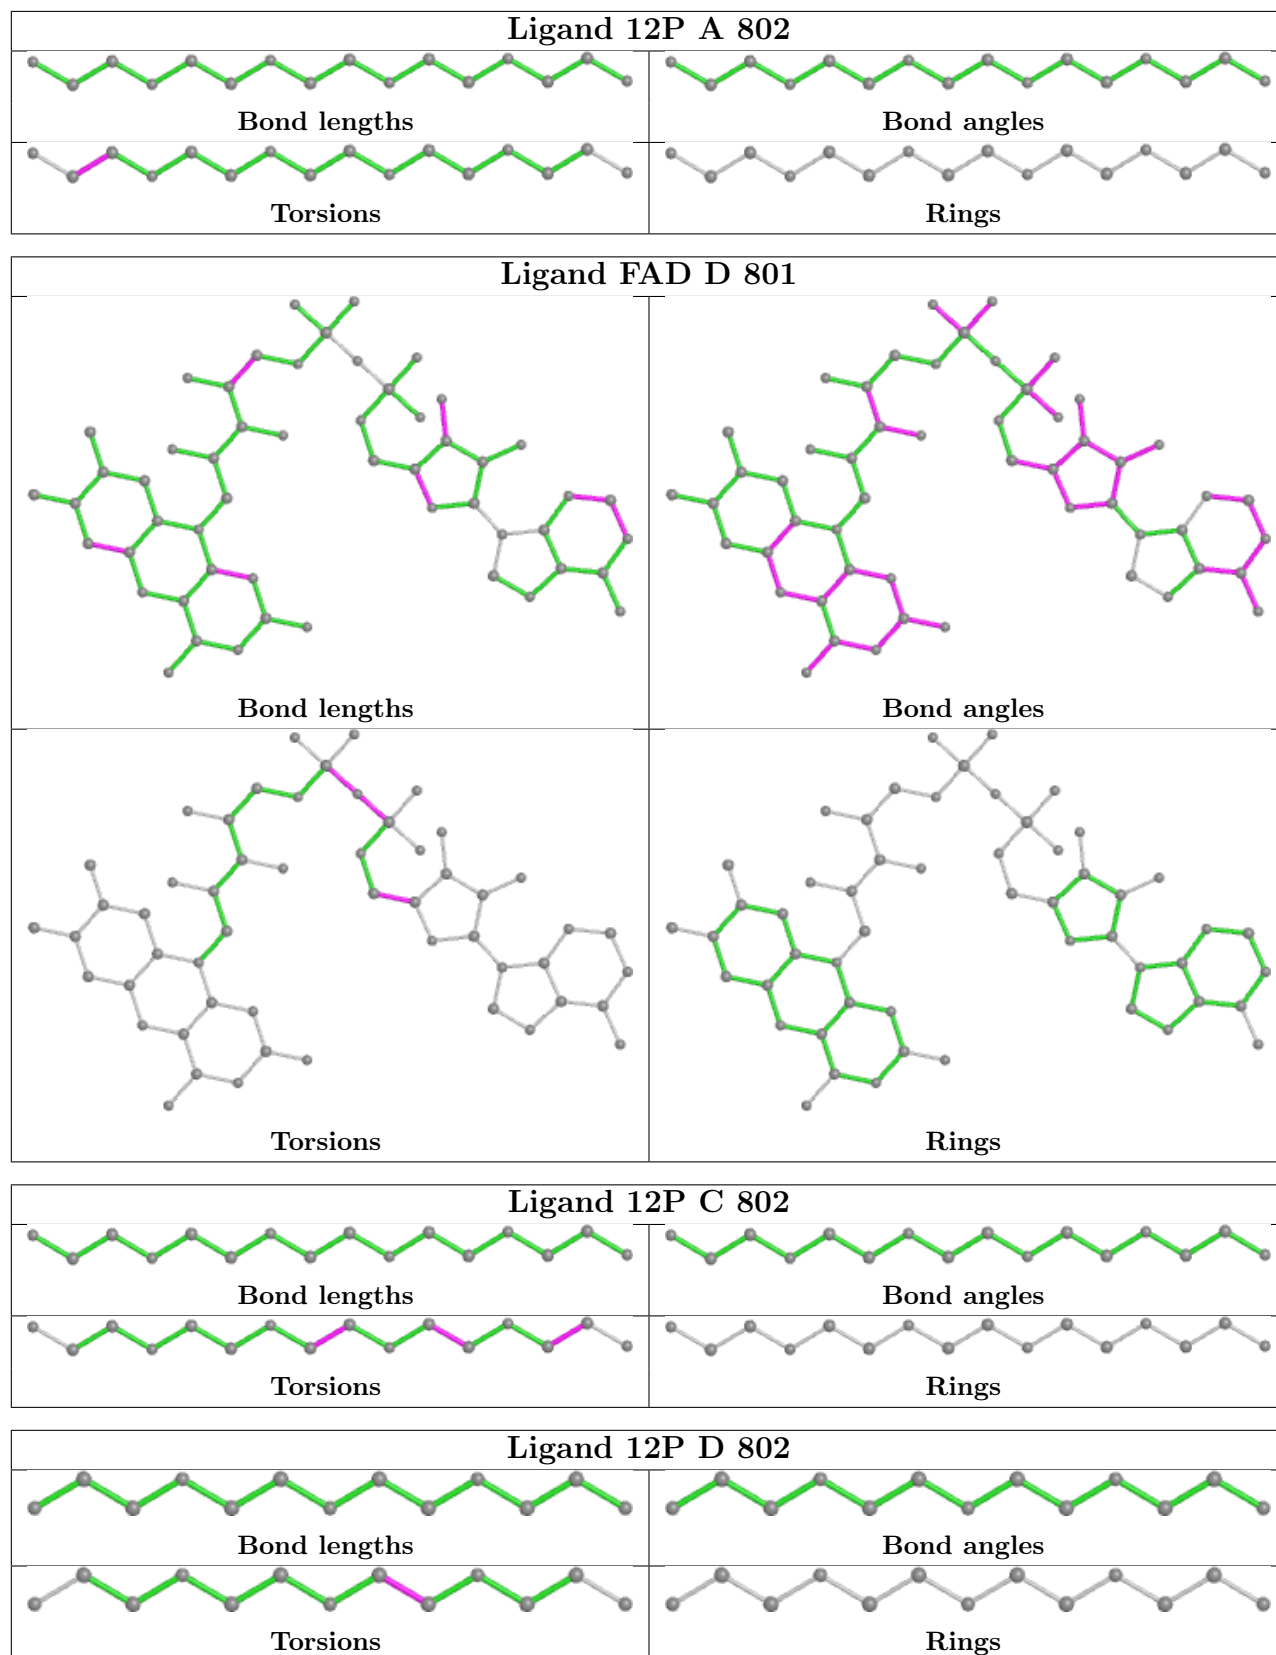 Ligand 12P A 802
Bond lengths
Bond angles
Torsions
Rings
Ligand FAD D 801
Bond lengths
Bond angles
Torsions
Rings
Ligand 12P C 802
Bond lengths
Bond angles
Torsions
Rings
Ligand 12P D 802
Bond lengths
Bond angles
Torsions
Rings